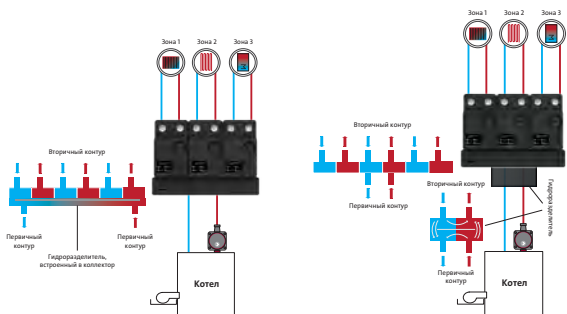 Зона 1 Зона 2 Зона 3
Вторичный контур
Первичный
контур
Первичный
контур
Гидроразделитель,
встроенный в коллектор
Котел
Зона 1 Зона 2 Зона 3
Вторичный контур
Первичный контур
Вторичный контур
Гидроразделитель
Первичный
контур
Котел